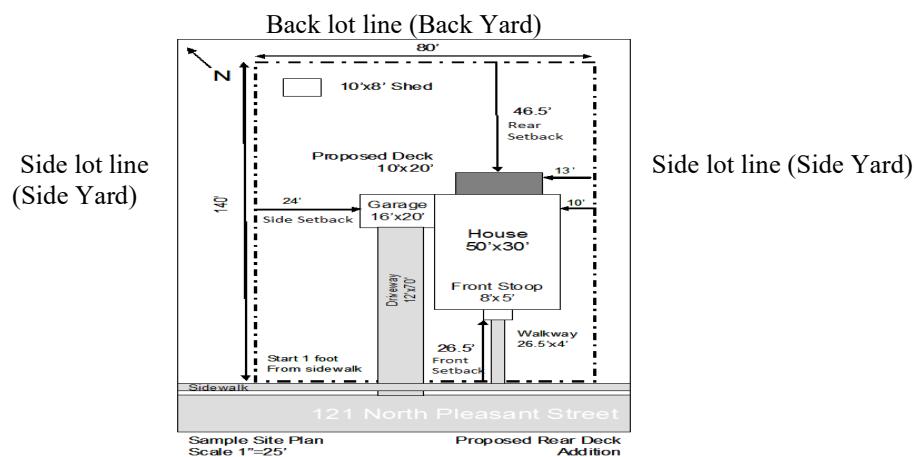 Back lot line (Back Yard)
80'
N
10'x8' Shed
46.5'
Rear
Setback
Proposed Deck
10'x20'
13'
Side lot line
(Side Yard)
Side lot line (Side Yard)
140'
24'
Side Setback
Garage
16'x20'
10'
House
50'x30'
Driveway
12'x70'
Front Stoop
8'x5'
Walkway
26.5'x4'
26.5'
Front
Setback
Start 1 foot
From sidewalk
Sidewalk
121 North Pleasant Street
Sample Site Plan
Scale 1"=25'
Proposed Rear Deck
Addition